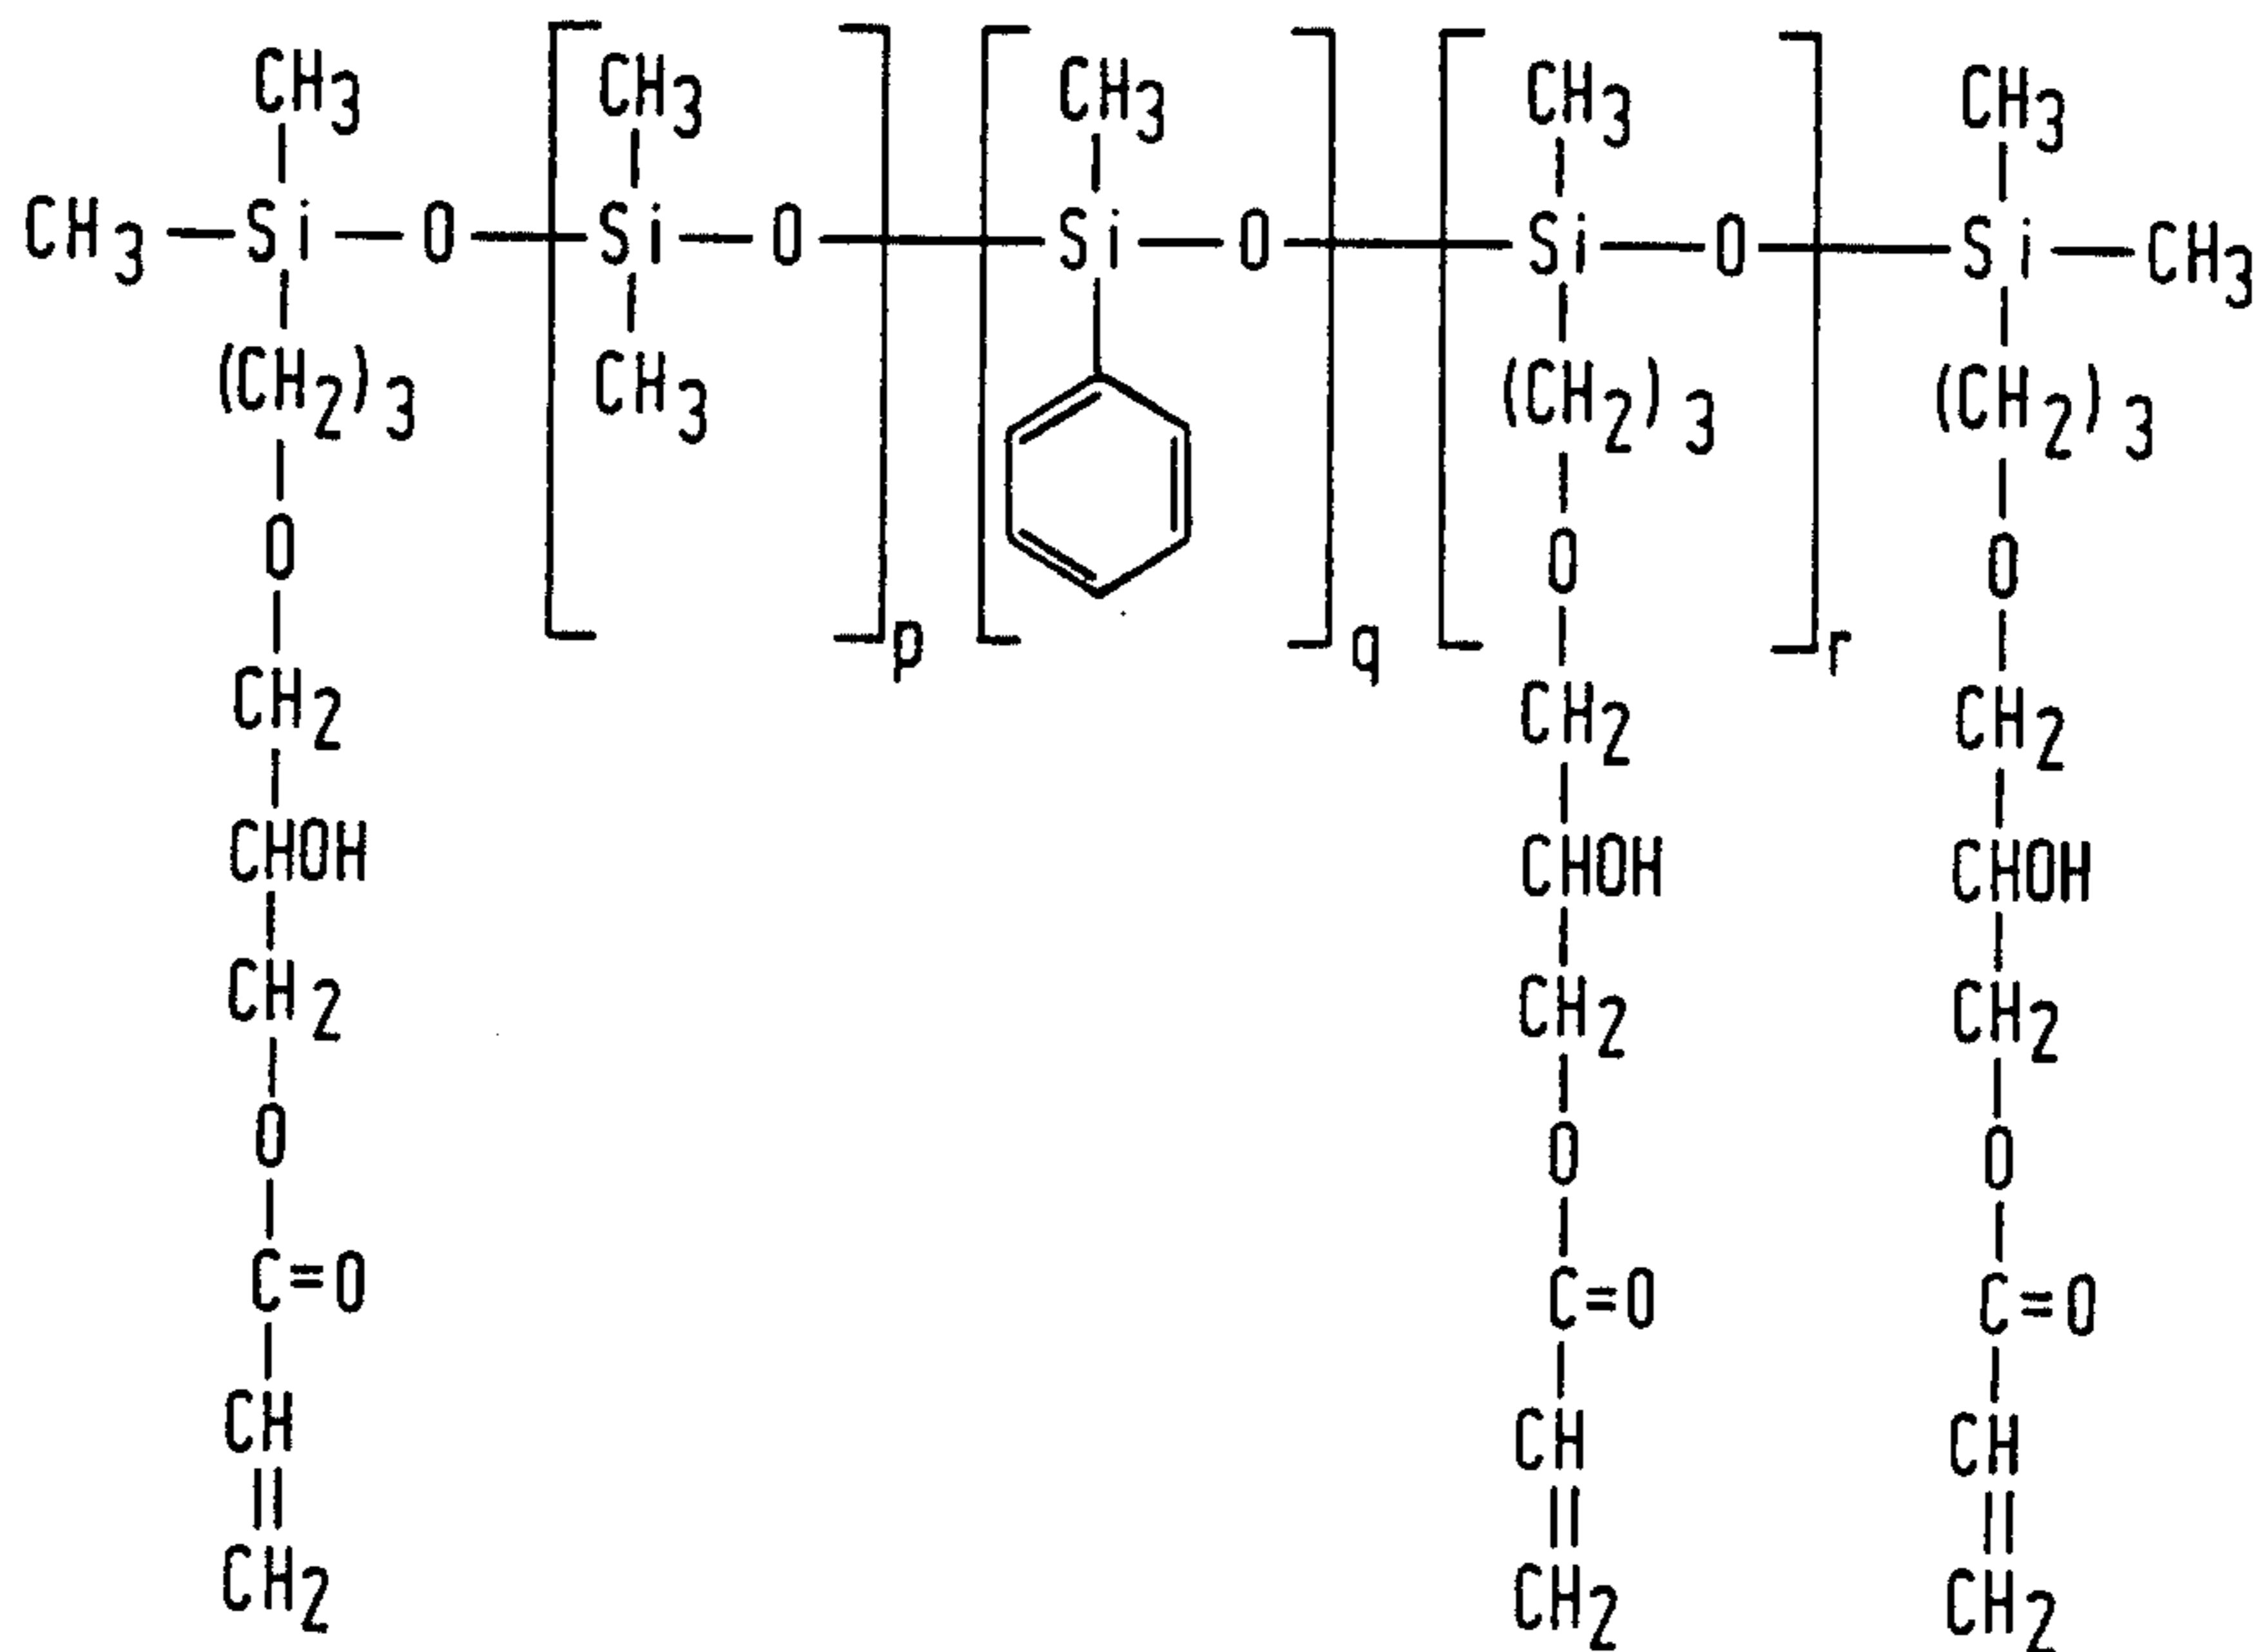 CH3 CH3 CH3 CH3 CH3
CH3—Si—O—[Si—O]—[Si—O]—[Si—O]—Si—CH3
(CH2)3 CH3 (CH2)3 (CH2)3
O O O
p q r
CH2 CH2 CH2
CHOH CHOH CHOH
CH2 CH2 CH2
O O O
C=O C=O C=O
CH CH CH
CH2 CH2 CH2